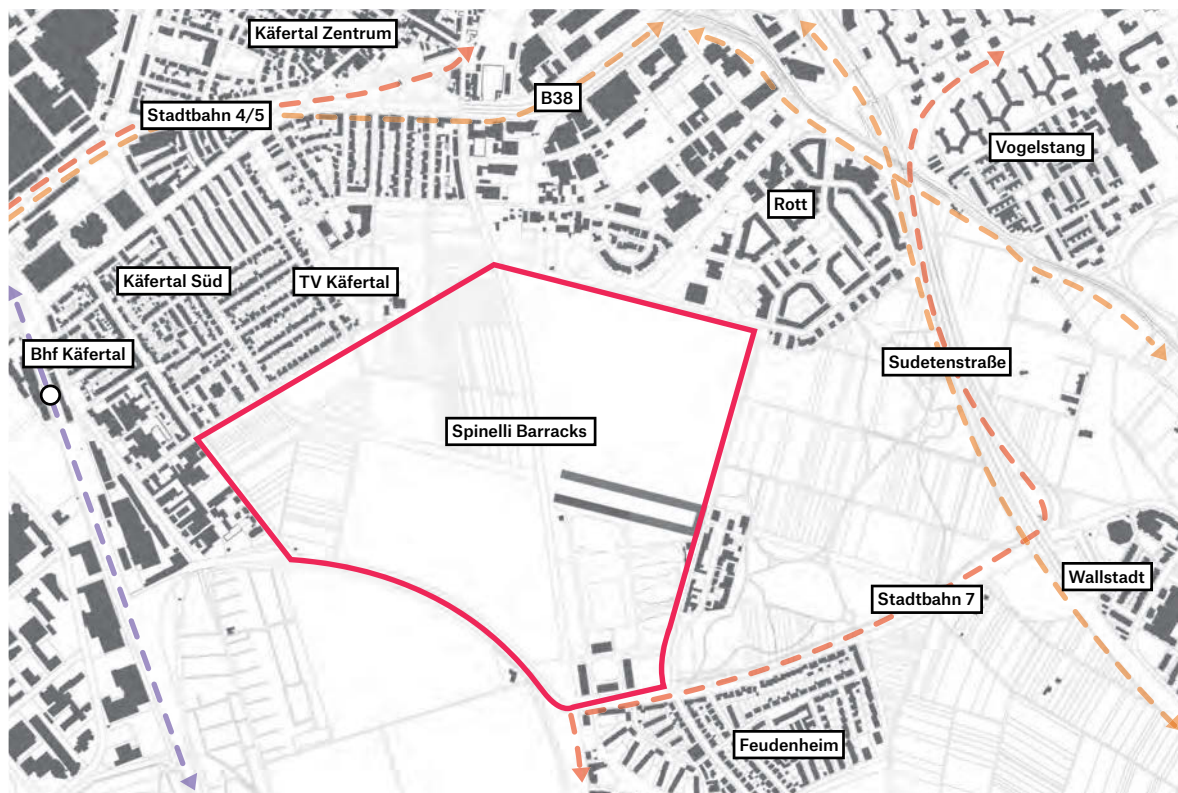 Käfertal Zentrum
B38
Stadtbahn 4/5
Vogelstang
Rott
Käfertal Süd
TV Käfertal
Bhf Käfertal
Sudetenstraße
Spinelli Barracks
Wallstadt
Stadtbahn 7
Feudenheim